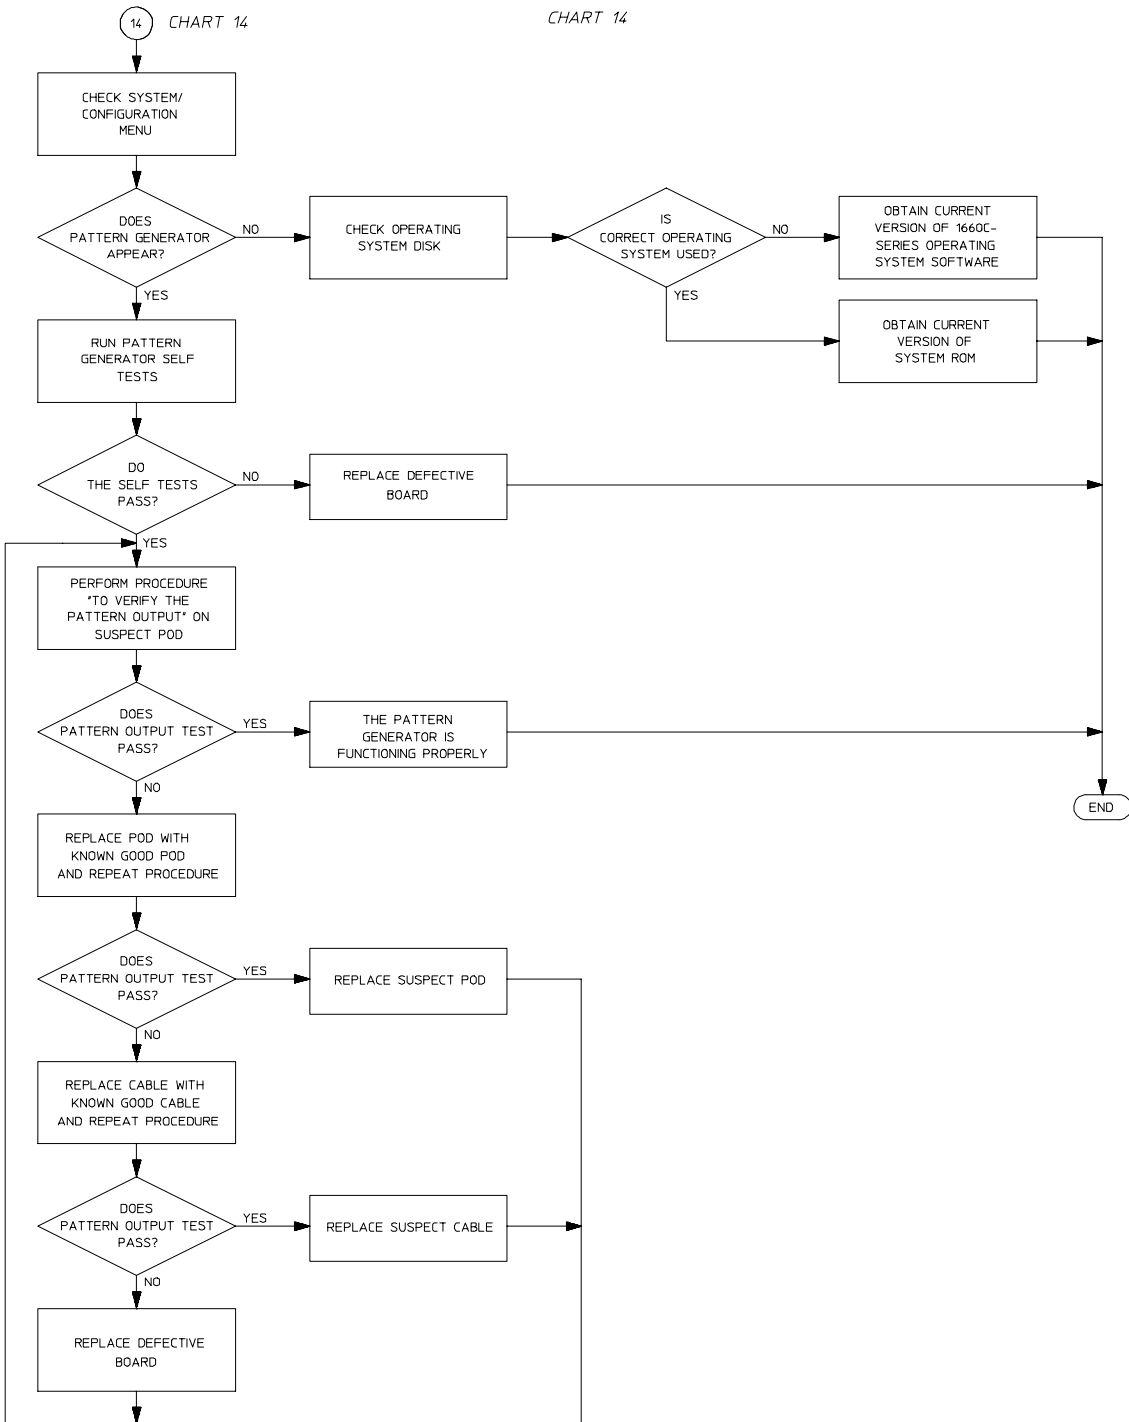 14 CHART 14
CHART 14
CHECK SYSTEM/
CONFIGURATION
MENU
DOES
PATTERN GENERATOR
APPEAR?
NO
CHECK OPERATING
SYSTEM DISK
IS
CORRECT OPERATING
SYSTEM USED?
NO
OBTAIN CURRENT
VERSION OF 1660C-
SERIES OPERATING
SYSTEM SOFTWARE
YES
YES
RUN PATTERN
GENERATOR SELF
TESTS
OBTAIN CURRENT
VERSION OF
SYSTEM ROM
DO
THE SELF TESTS
PASS?
NO
REPLACE DEFECTIVE
BOARD
YES
PERFORM PROCEDURE
"TO VERIFY THE
PATTERN OUTPUT" ON
SUSPECT POD
DOES
PATTERN OUTPUT TEST
PASS?
YES
THE PATTERN
GENERATOR IS
FUNCTIONING PROPERLY
NO
END
REPLACE POD WITH
KNOWN GOOD POD
AND REPEAT PROCEDURE
DOES
PATTERN OUTPUT TEST
PASS?
YES
REPLACE SUSPECT POD
NO
REPLACE CABLE WITH
KNOWN GOOD CABLE
AND REPEAT PROCEDURE
DOES
PATTERN OUTPUT TEST
PASS?
YES
REPLACE SUSPECT CABLE
NO
REPLACE DEFECTIVE
BOARD